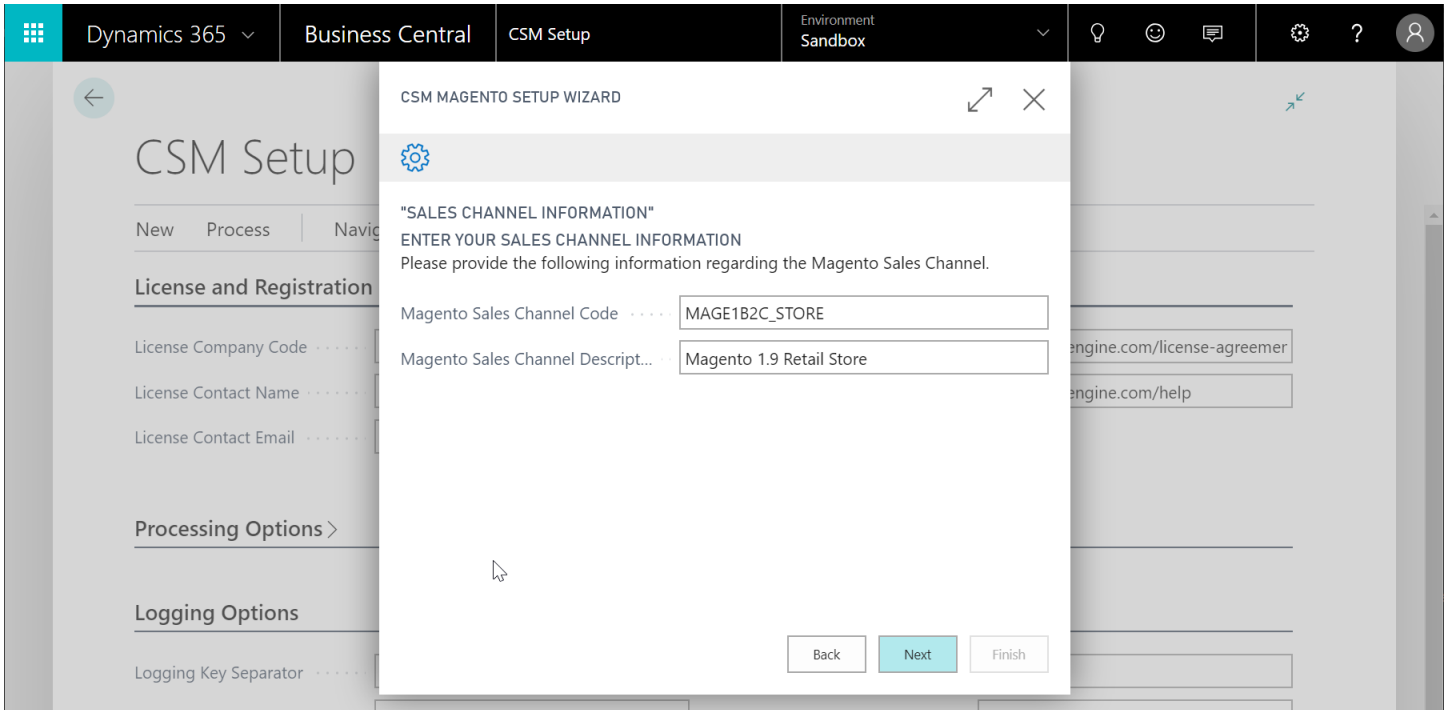 Dynamics 365
Business Central
CSM Setup
Environment
Sandbox
?
CSM MAGENTO SETUP WIZARD
CSM Setup
New Process
"SALES CHANNEL INFORMATION"
ENTER YOUR SALES CHANNEL INFORMATION
Please provide the following information regarding the Magento Sales Channel.
Magento Sales Channel Code MAGE1B2C_STORE
Magento Sales Channel Descript... Magento 1.9 Retail Store
Back Next Finish
License and Registration
License Company Code
engine.com/license-agreemer
License Contact Name
engine.com/help
License Contact Email
Processing Options
Logging Options
Logging Key Separator